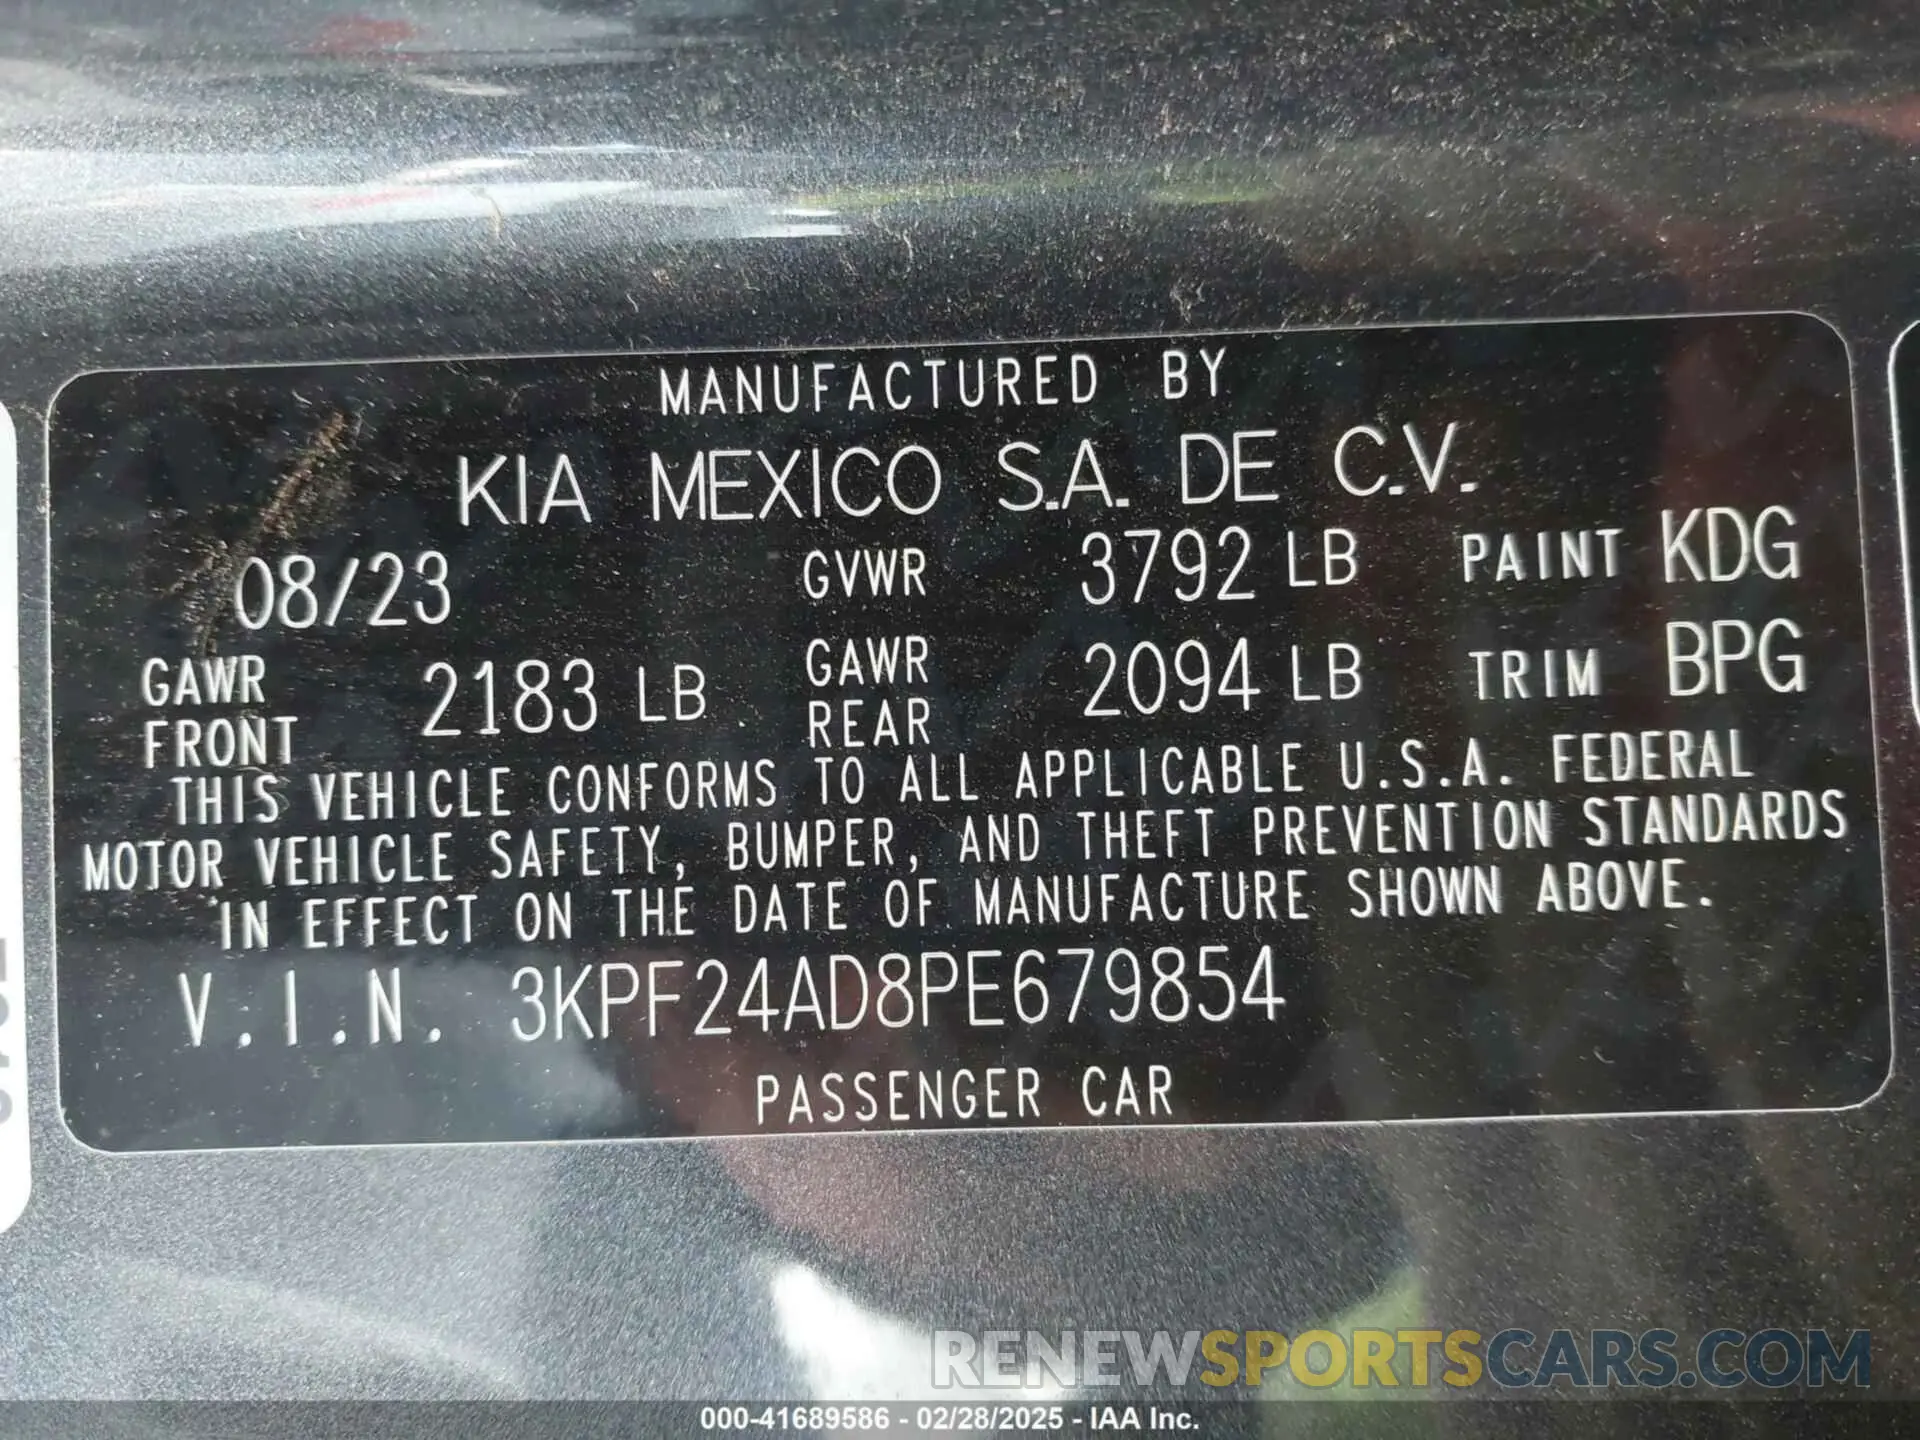 MANUFACTURED BY
KIA MEXICO S.A. DE C.V.
08/23 GVWR 3792 LB PAINT KDG
GAWR FRONT 2183 LB GAWR REAR 2094 LB TRIM BPG
THIS VEHICLE CONFORMS TO ALL APPLICABLE U.S.A. FEDERAL
MOTOR VEHICLE SAFETY, BUMPER, AND THEFT PREVENTION STANDARDS
IN EFFECT ON THE DATE OF MANUFACTURE SHOWN ABOVE.
V.I.N. 3KPF24AD8PE679854
PASSENGER CAR
RENEWSPORTSCARS.COM
000-41689586 - 02/28/2025 - IAA Inc.